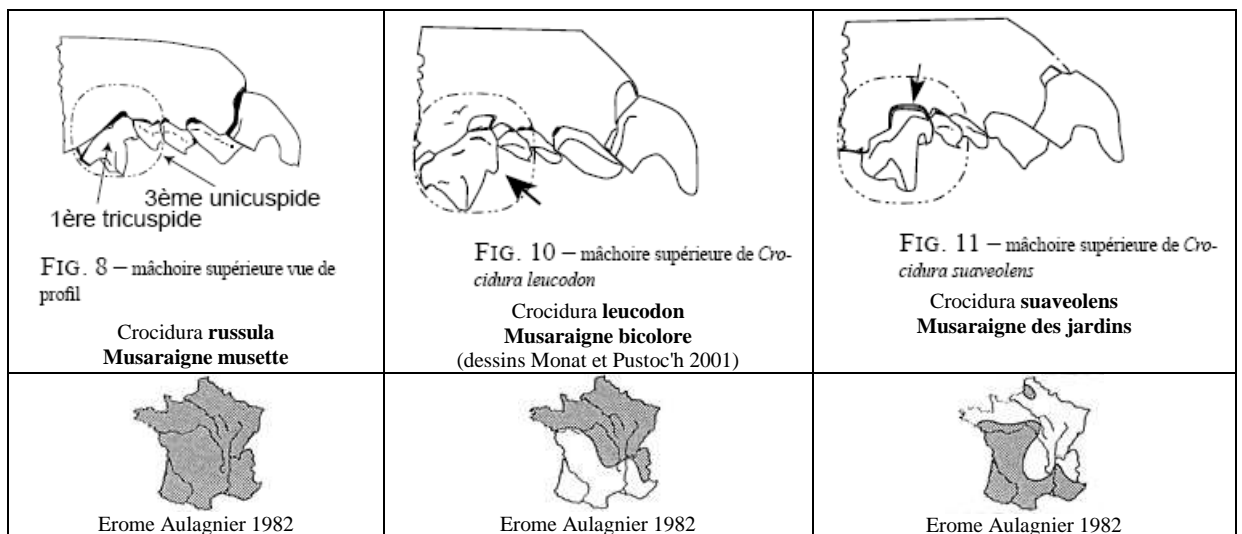 3ème unicuspide
1ère tricuspide
FIG. 8 – mâchoire supérieure vue de
profil
Crocidura russula
Musaraigne musette
FIG. 10 – mâchoire supérieure de Cro-
cidura leucodon
Crocidura leucodon
Musaraigne bicolore
(dessins Monat et Pustoc'h 2001)
FIG. 11 – mâchoire supérieure de Cro-
cidura suaveolens
Crocidura suaveolens
Musaraigne des jardins
Erome Aulagnier 1982
Erome Aulagnier 1982
Erome Aulagnier 1982